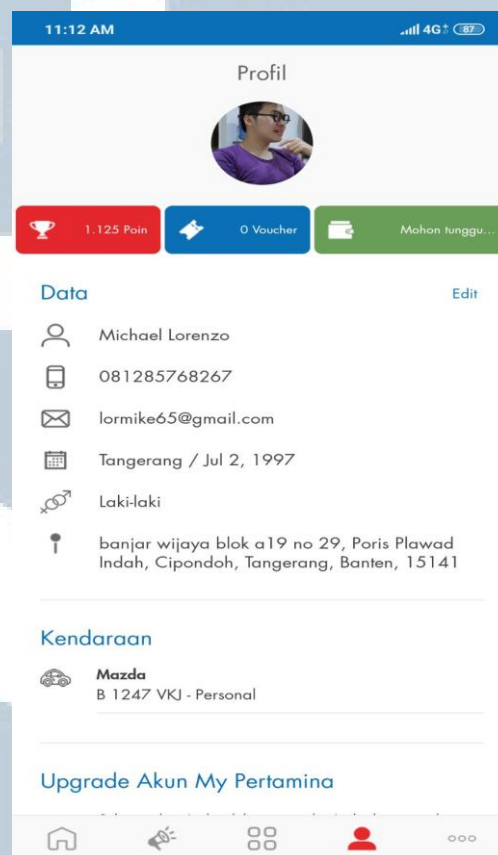 11:12 AM
4G+ 87
Profil
1.125 Poin
0 Voucher
Mohon tunggu...
Data
Edit
Michael Lorenzo
081285768267
lormike65@gmail.com
Tangerang / Jul 2, 1997
Laki-laki
banjar wijaya blok a19 no 29, Poris Plawad
Indah, Cipondoh, Tangerang, Banten, 15141
Kendaraan
Mazda
B 1247 VKJ - Personal
Upgrade Akun My Pertamina